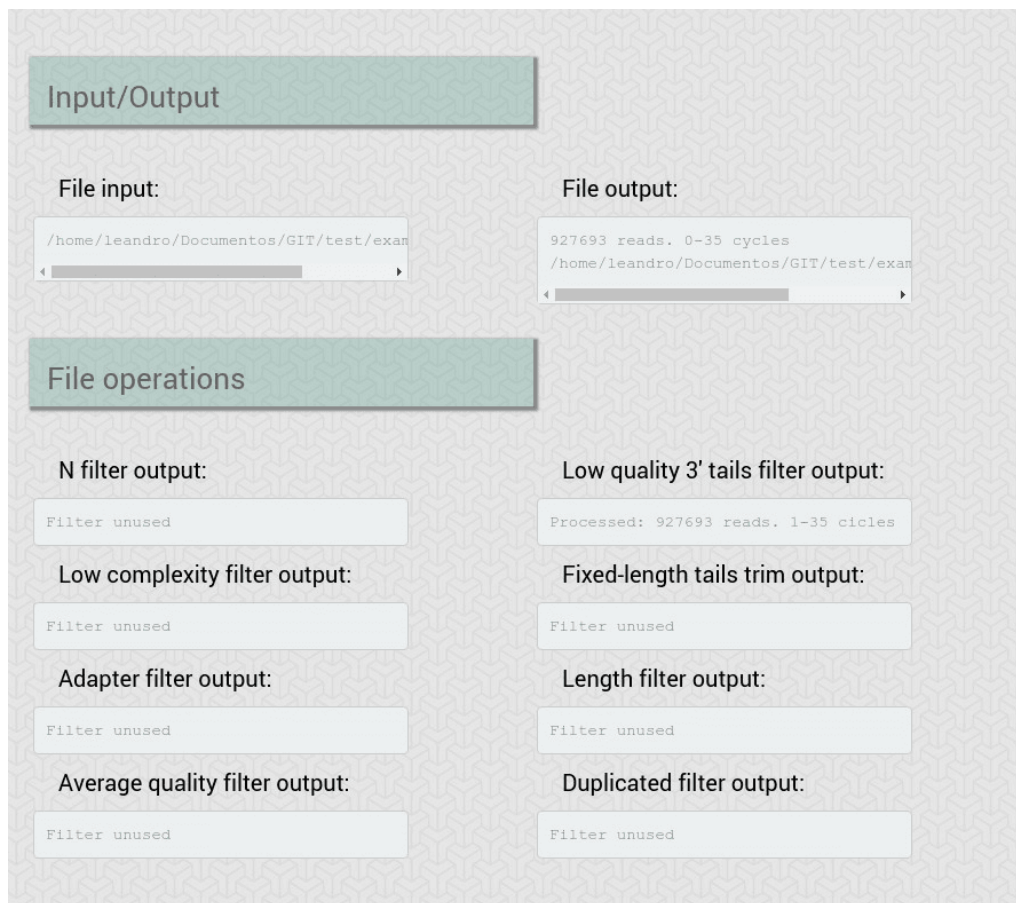 Input/Output
File input:
/home/leandro/Documentos/GIT/test/exam
File output:
927693 reads. 0-35 cycles
/home/leandro/Documentos/GIT/test/exam
File operations
N filter output:
Filter unused
Low quality 3' tails filter output:
Processed: 927693 reads. 1-35 cicles
Low complexity filter output:
Filter unused
Fixed-length tails trim output:
Filter unused
Adapter filter output:
Filter unused
Length filter output:
Filter unused
Average quality filter output:
Filter unused
Duplicated filter output:
Filter unused